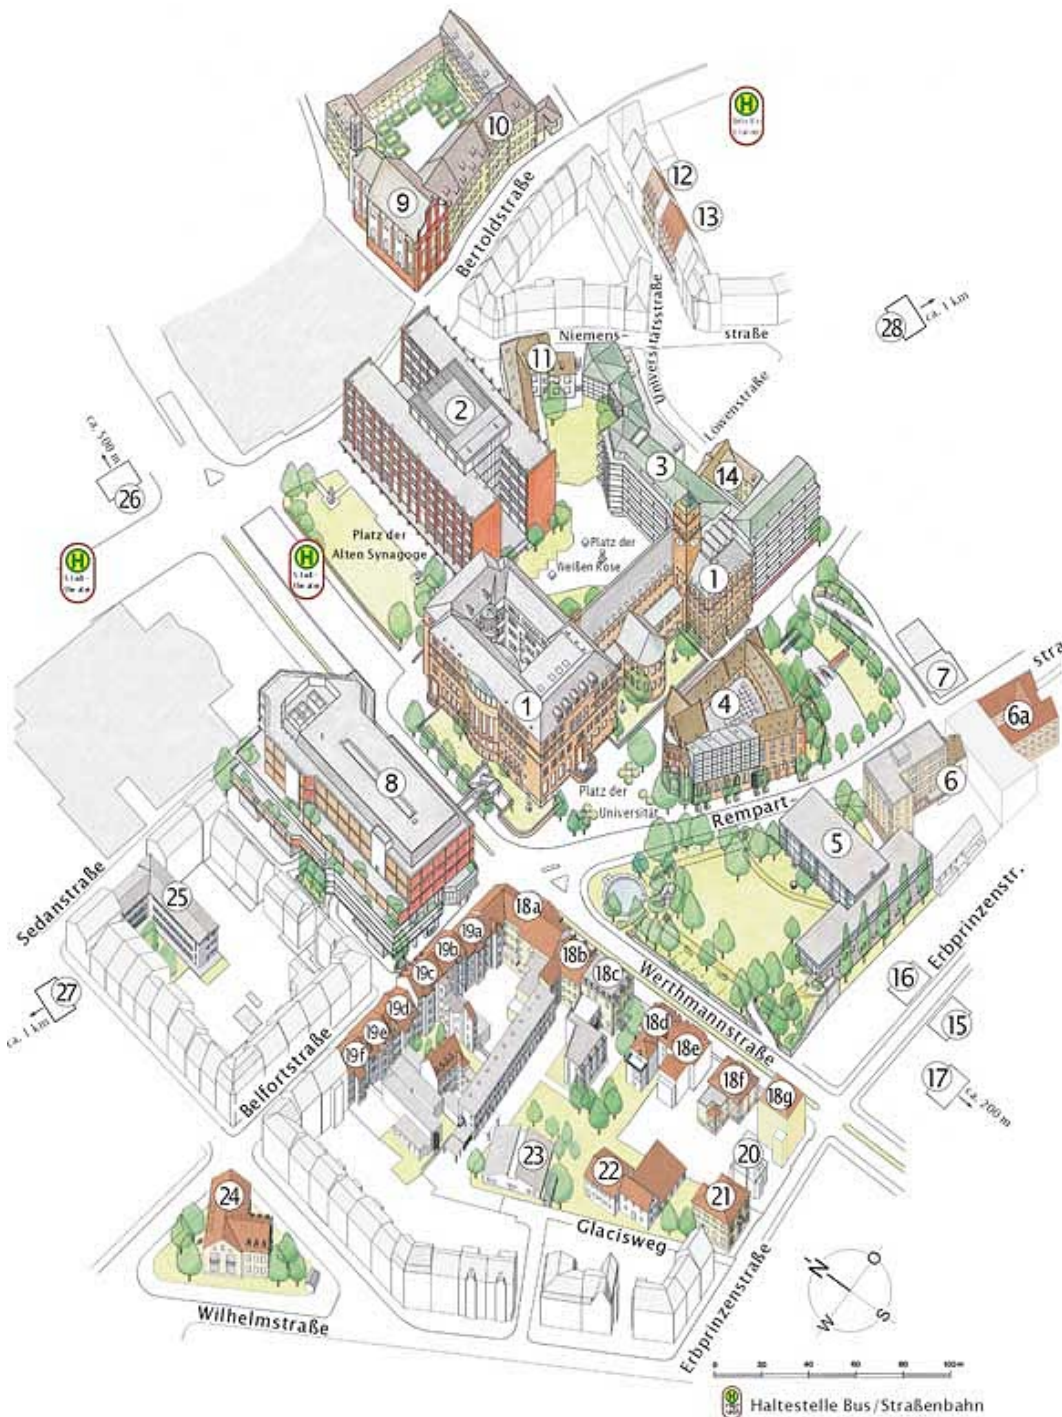 H
10
12
9
13
Bertoldstraße
Universitätsstraße
28
ca. 1 km
Niemens-
straße
11
2
Löwenstraße
ca. 500 m
3
14
26
Platz der
Alten Synagoge
Platz der
Weißen Rose
H
H
1
7
1
4
6a
8
6
Platz der
Universität
Rempart-
5
Sedanstraße
25
18a
19a
19b
18b
18c
19c
Werthmannstraße
Erbprinzenstr.
16
27
ca. 1 km
19d
19e
19f
18d
18e
15
Belfortstraße
18f
18g
17
ca. 200 m
23
20
22
21
24
Glacisweg
Wilhelmstraße
Erbprinzenstraße
N
O
W
S
0 20 40 60 80 100m
H
Haltestelle Bus/Straßenbahn